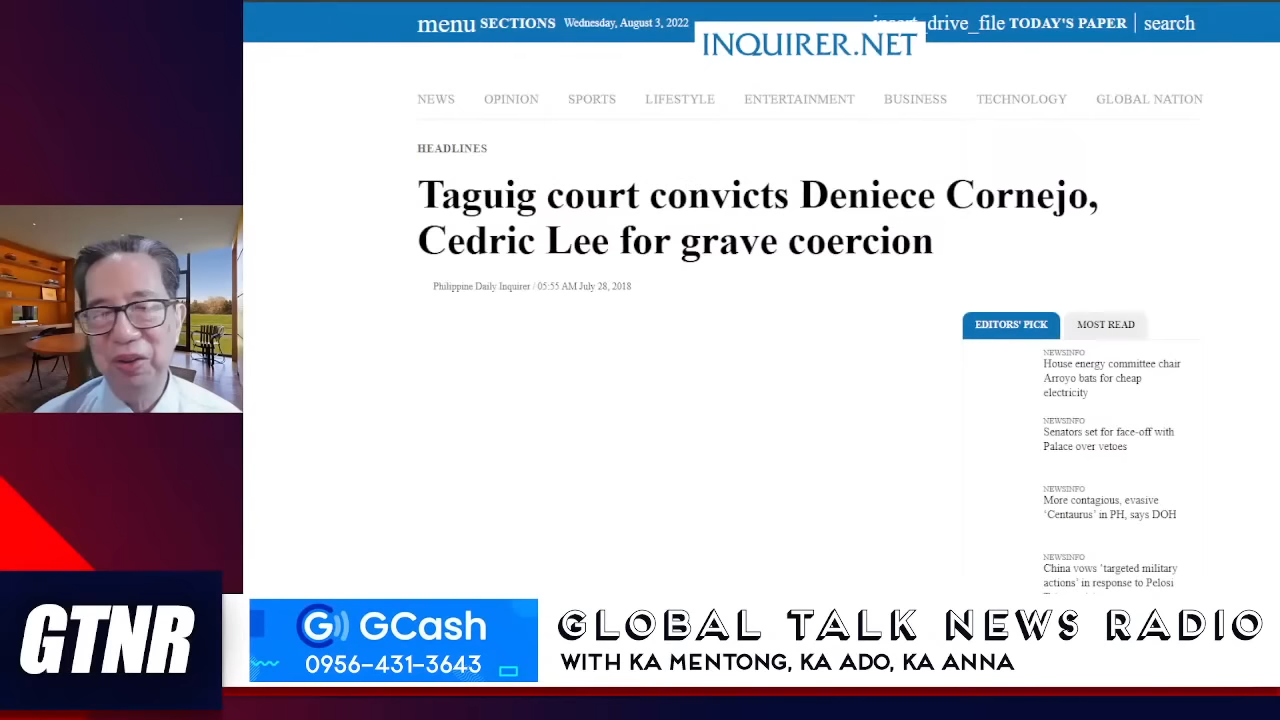 menu SECTIONS Wednesday, August 3, 2022
drive_file TODAY'S PAPER | search
INQUIRER.NET
NEWS OPINION SPORTS LIFESTYLE ENTERTAINMENT BUSINESS TECHNOLOGY GLOBAL NATION
HEADLINES
Taguig court convicts Deniece Cornejo,
Cedric Lee for grave coercion
Philippine Daily Inquirer / 05:55 AM July 28, 2018
EDITORS' PICK MOST READ
NEWSINFO
House energy committee chair
Arroyo bats for cheap
electricity
NEWSINFO
Senators set for face-off with
Palace over vetoes
NEWSINFO
More contagious, evasive
‘Centaurus’ in PH, says DOH
NEWSINFO
China vows ‘targeted military
actions’ in response to Pelosi
GTNR
G GCash
0956-431-3643
GLOBAL TALK NEWS RADIO
WITH KA MENTONG, KA ADO, KA ANNA